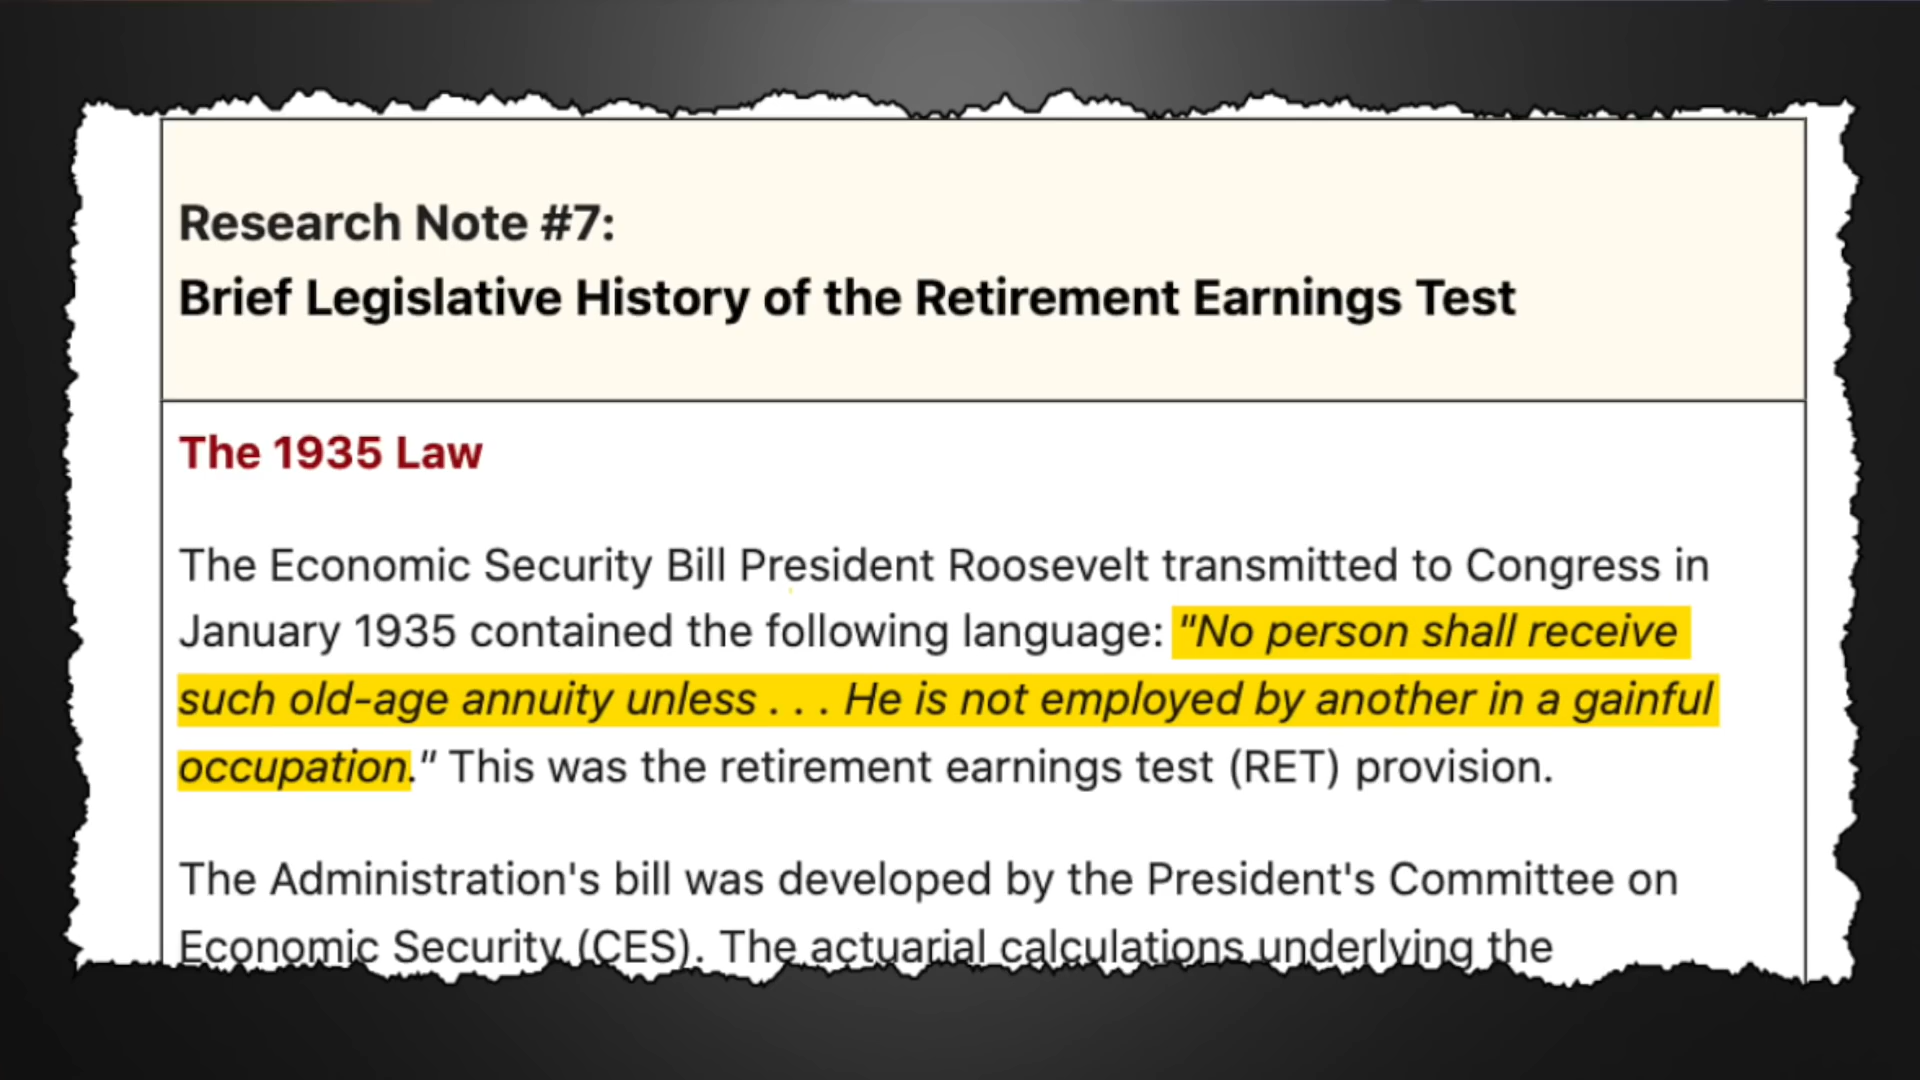 Research Note #7:
Brief Legislative History of the Retirement Earnings Test
The 1935 Law
The Economic Security Bill President Roosevelt transmitted to Congress in
January 1935 contained the following language: "No person shall receive
such old-age annuity unless . . . He is not employed by another in a gainful
occupation." This was the retirement earnings test (RET) provision.
The Administration's bill was developed by the President's Committee on
Economic Security (CES). The actuarial calculations underlying the